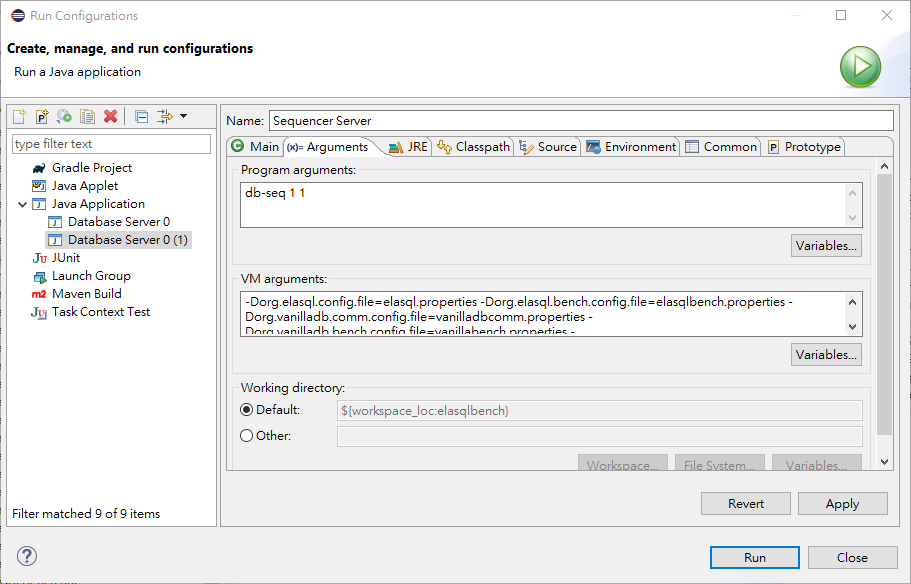 Run Configurations
Create, manage, and run configurations
Run a Java application
type filter text
Gradle Project
Java Applet
Java Application
Database Server 0
Database Server 0 (1)
JUnit
Launch Group
Maven Build
Task Context Test
Filter matched 9 of 9 items
Name: Sequencer Server
Main (x)= Arguments JRE Classpath Source Environment Common Prototype
Program arguments:
db-seq 1 1
Variables...
VM arguments:
-Dorg.elasql.config.file=elasql.properties -Dorg.elasql.bench.config.file=elasqlbench.properties -
Dorg.vanilladb.comm.config.file=vanilladbcomm.properties -
Dorg.vanilladb.bench.config.file=vanillabench.properties -
Variables...
Working directory:
Default: ${workspace_loc:elasqlbench}
Other:
Workspace... File System... Variables...
Revert Apply
Run Close